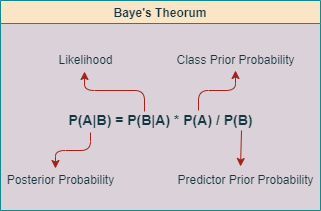 Baye's Theorum
Likelihood
Class Prior Probability
P(A|B) = P(B|A) * P(A) / P(B)
Posterior Probability
Predictor Prior Probability